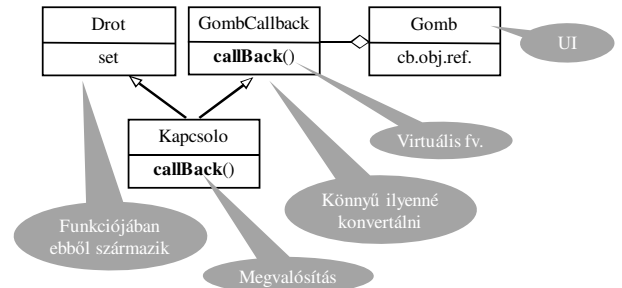 Drot
set
GombCallback
callBack()
Gomb
cb.obj.ref.
UI
Virtuális fv.
Kapcsolo
callBack()
Könnyű ilyenné
konvertálni
Funkciójában
ebből származik
Megvalósítás